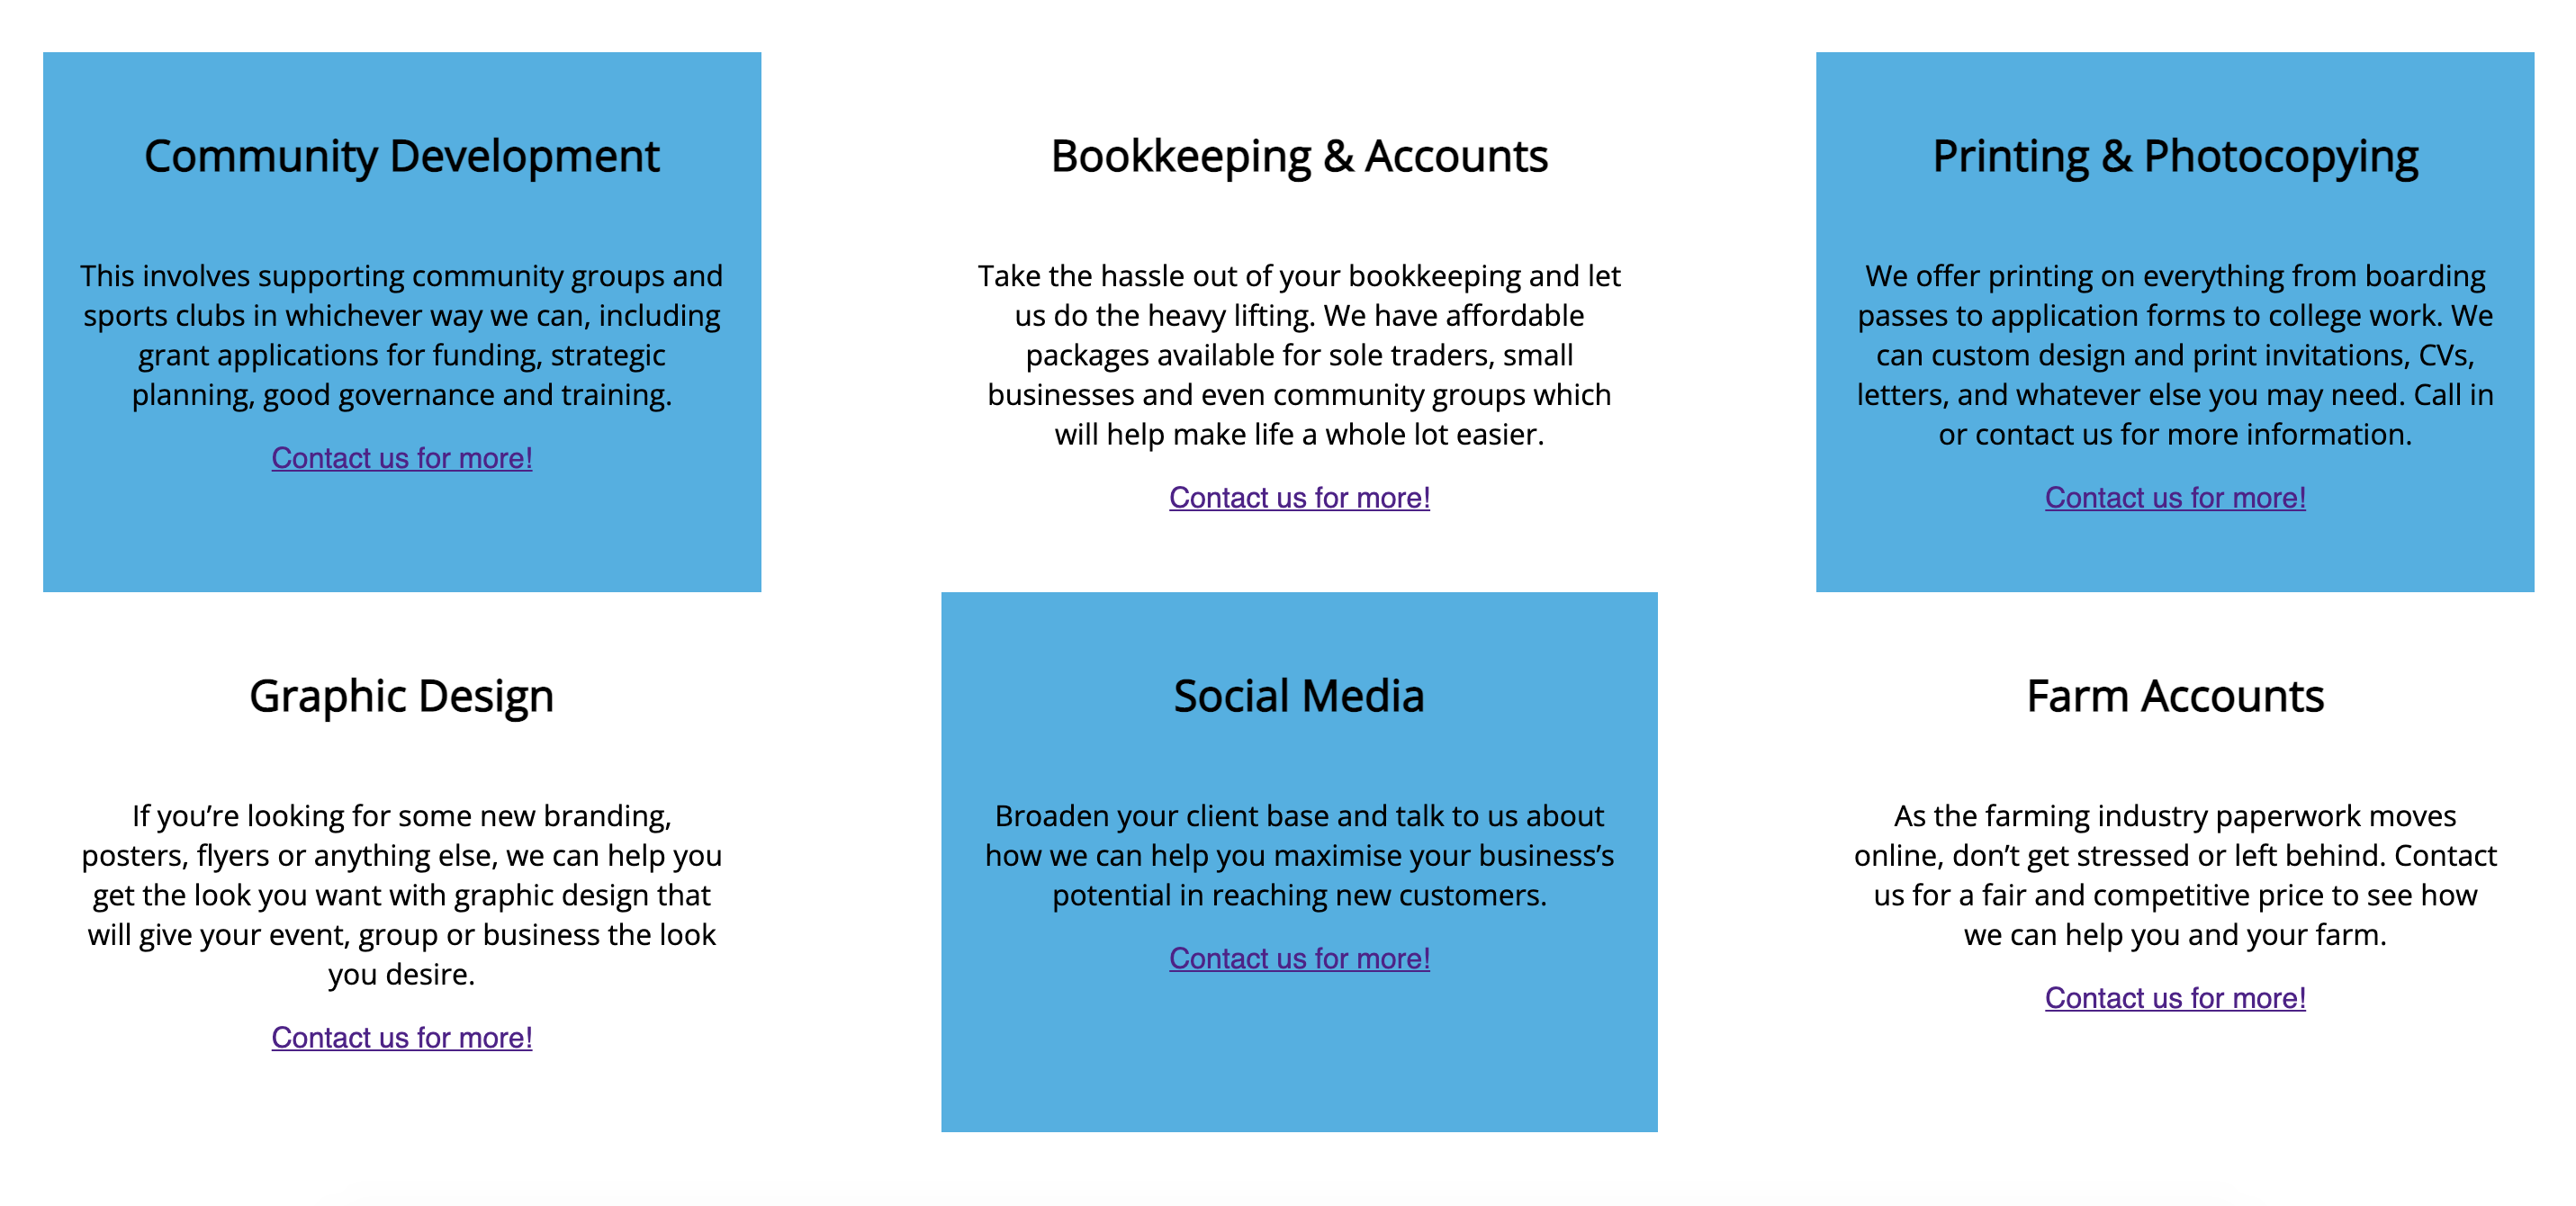 Community Development
This involves supporting community groups and
sports clubs in whichever way we can, including
grant applications for funding, strategic
planning, good governance and training.
Contact us for more!
Bookkeeping & Accounts
Take the hassle out of your bookkeeping and let
us do the heavy lifting. We have affordable
packages available for sole traders, small
businesses and even community groups which
will help make life a whole lot easier.
Contact us for more!
Printing & Photocopying
We offer printing on everything from boarding
passes to application forms to college work. We
can custom design and print invitations, CVs,
letters, and whatever else you may need. Call in
or contact us for more information.
Contact us for more!
Graphic Design
If you’re looking for some new branding,
posters, flyers or anything else, we can help you
get the look you want with graphic design that
will give your event, group or business the look
you desire.
Contact us for more!
Social Media
Broaden your client base and talk to us about
how we can help you maximise your business’s
potential in reaching new customers.
Contact us for more!
Farm Accounts
As the farming industry paperwork moves
online, don’t get stressed or left behind. Contact
us for a fair and competitive price to see how
we can help you and your farm.
Contact us for more!